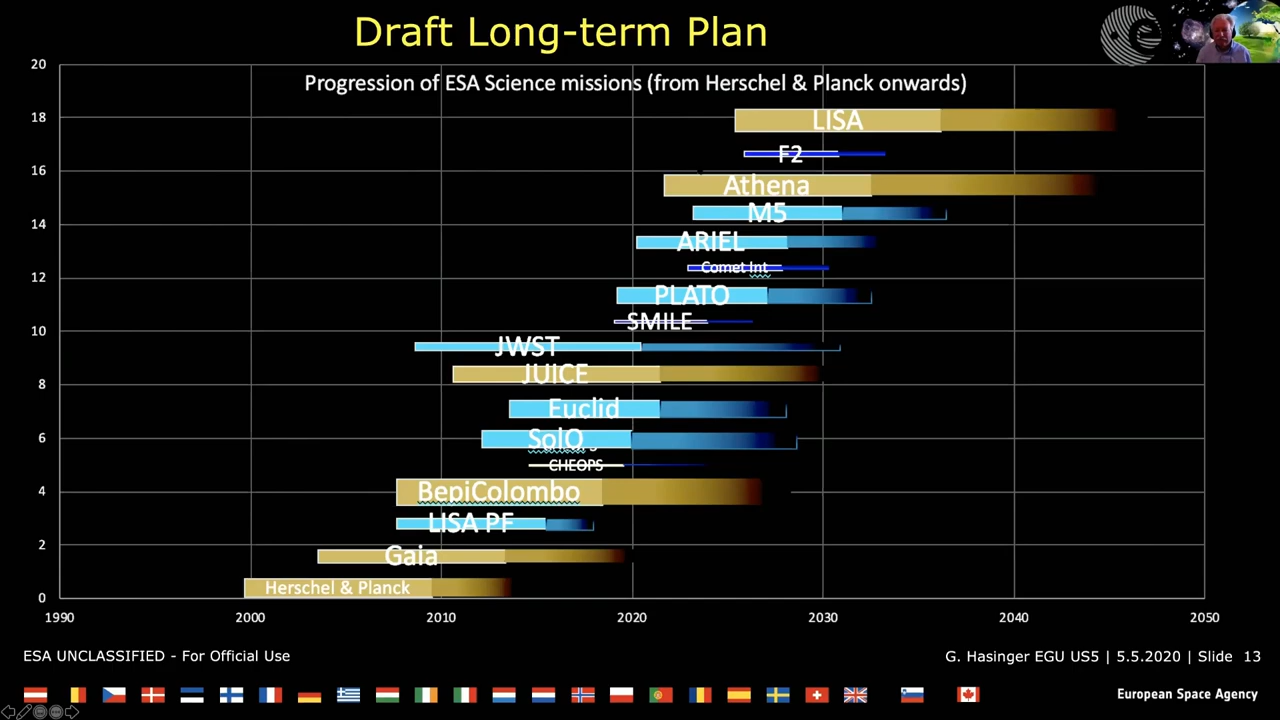 Draft Long-term Plan
20
Progression of ESA Science missions (from Herschel & Planck onwards)
18
LISA
F2
16
Athena
M5
14
ARIEL
Comet Int
12
PLATO
SMILE
10
JWST
JUICE
8
Euclid
6
SolO
CHEOPS
4
BepiColombo
LISA PF
2
Gaia
0
Herschel & Planck
1990 2000 2010 2020 2030 2040 2050
ESA UNCLASSIFIED - For Official Use
G. Hasinger EGU US5 | 5.5.2020 | Slide 13
European Space Agency